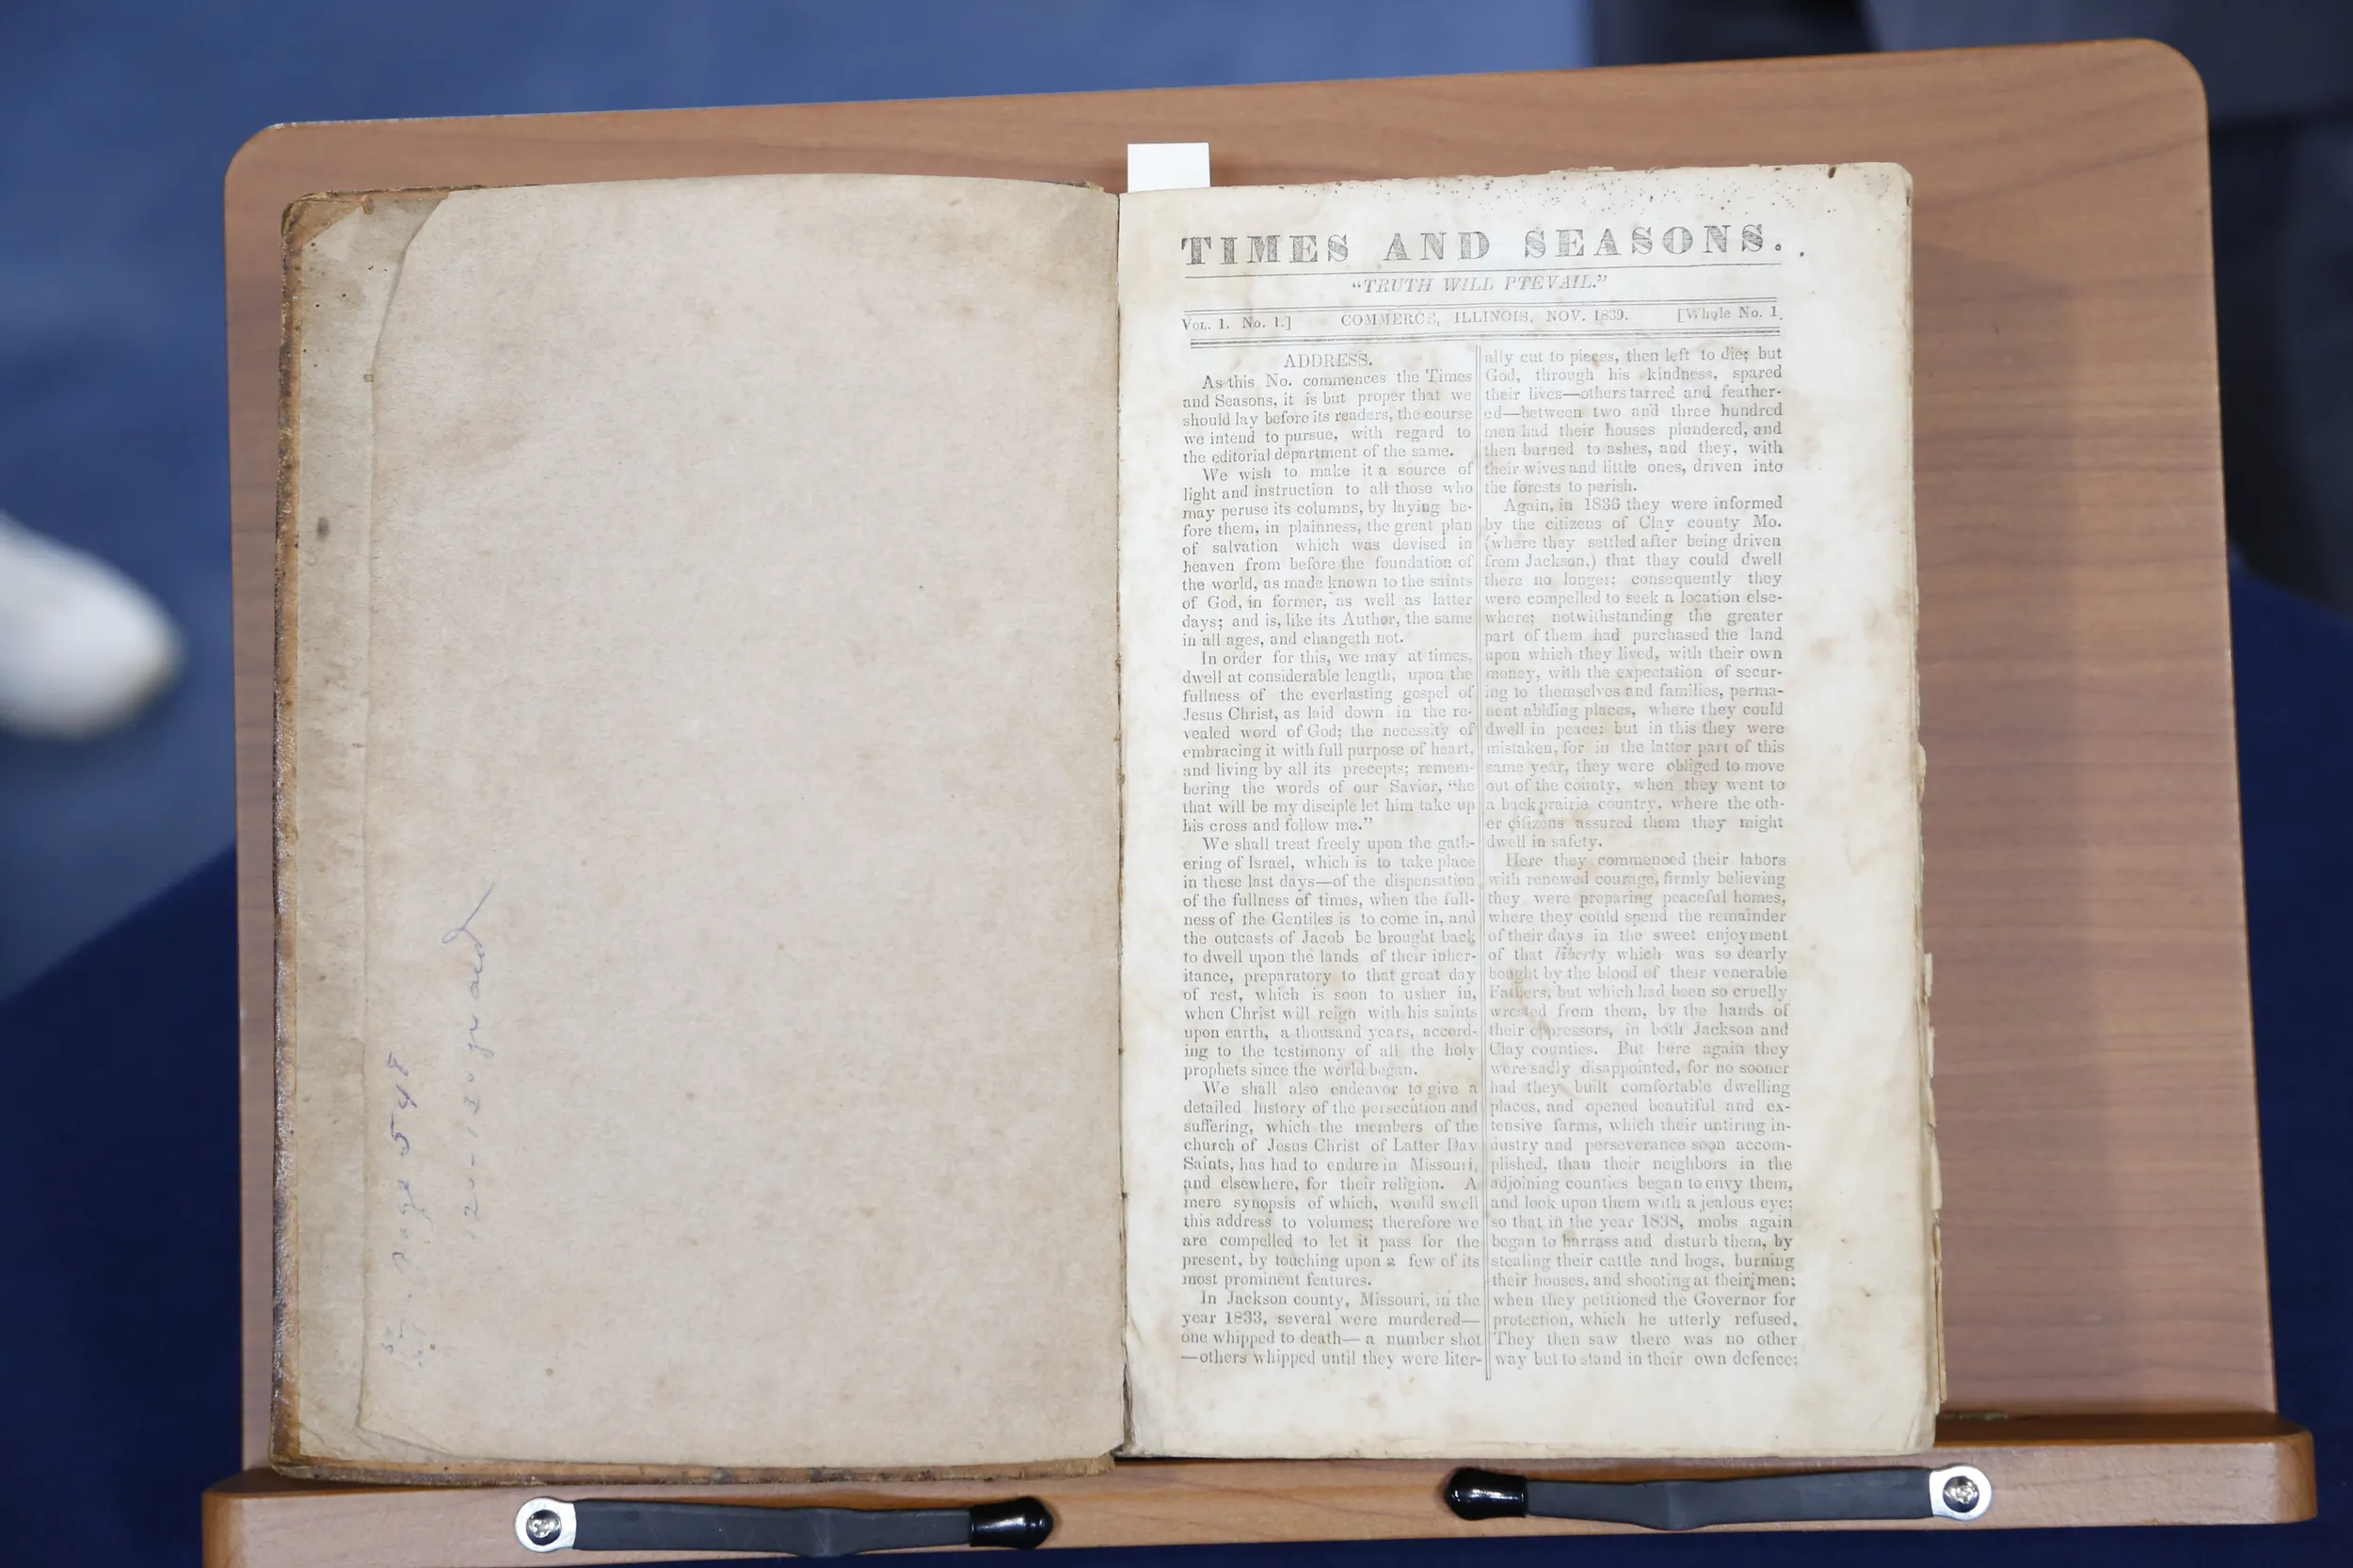 page 548
TIMES AND SEASONS.
"TRUTH WILL PTEVAIL."
VOL. 1. No. 1.] COMMERCE, ILLINOIS, NOV. 1839. [Whole No. 1.
ADDRESS.
As this No. commences the Times
and Seasons, it is but proper that we
should lay before its readers, the course
we intend to pursue, with regard to
the editorial department of the same.
We wish to make it a source of
light and instruction to all those who
may peruse its columns, by laying be-
fore them, in plainness, the great plan
of salvation which was devised in
heaven from before the foundation of
the world, as made known to the saints
of God, in former, as well as latter
days; and is, like its Author, the same
in all ages, and changeth not.
In order for this, we may at times,
dwell at considerable length, upon the
fullness of the everlasting gospel of
Jesus Christ, as laid down in the re-
vealed word of God; the necessity of
embracing it with full purpose of heart,
and living by all its precepts; remem-
bering the words of our Savior, "he
that will be my disciple let him take up
his cross and follow me."
We shall treat freely upon the gath-
ering of Israel, which is to take place
in these last days—of the dispensation
of the fullness of times, when the full-
ness of the Gentiles is to come in, and
the outcasts of Jacob be brought back
to dwell upon the lands of their inher-
itance, preparatory to that great day
of rest, which is soon to usher in,
when Christ will reign with his saints
upon earth, a thousand years, accord-
ing to the testimony of all the holy
prophets since the world began.
We shall also endeavor to give a
detailed history of the persecution and
suffering, which the members of the
church of Jesus Christ of Latter Day
Saints, has had to endure in Missouri,
and elsewhere, for their religion. A
mere synopsis of which, would swell
this address to volumes; therefore we
are compelled to let it pass for the
present, by touching upon a few of its
most prominent features.
In Jackson county, Missouri, in the
year 1833, several were murdered—
one whipped to death— a number shot
—others whipped until they were liter-
ally cut to pieces, then left to die; but
God, through his kindness, spared
their lives—others tarred and feather-
ed—between two and three hundred
men had their houses plundered, and
then burned to ashes, and they, with
their wives and little ones, driven into
the forests to perish.
Again, in 1836 they were informed
by the citizens of Clay county Mo.
(where they settled after being driven
from Jackson,) that they could dwell
there no longer; consequently they
were compelled to seek a location else-
where; notwithstanding the greater
part of them had purchased the land
upon which they lived, with their own
money, with the expectation of secur-
ing to themselves and families, perma-
nent abiding places, where they could
dwell in peace: but in this they were
mistaken, for in the latter part of this
same year, they were obliged to move
out of the county, when they went to
a back prairie country, where the oth-
er citizens assured them they might
dwell in safety.
Here they commenced their labors
with renewed courage, firmly believing
they were preparing peaceful homes,
where they could spend the remainder
of their days in the sweet enjoyment
of that liberty which was so dearly
bought by the blood of their venerable
Fathers, but which had been so cruelly
wrested from them, by the hands of
their oppressors, in both Jackson and
Clay counties. But here again they
were sadly disappointed, for no sooner
had they built comfortable dwelling
places, and opened beautiful and ex-
tensive farms, which their untiring in-
dustry and perseverance soon accom-
plished, than their neighbors in the
adjoining counties began to envy them,
and look upon them with a jealous eye;
so that in the year 1838, mobs again
began to harrass and disturb them, by
stealing their cattle and hogs, burning
their houses, and shooting at their men;
when they petitioned the Governor for
protection, which he utterly refused.
They then saw there was no other
way but to stand in their own defence;